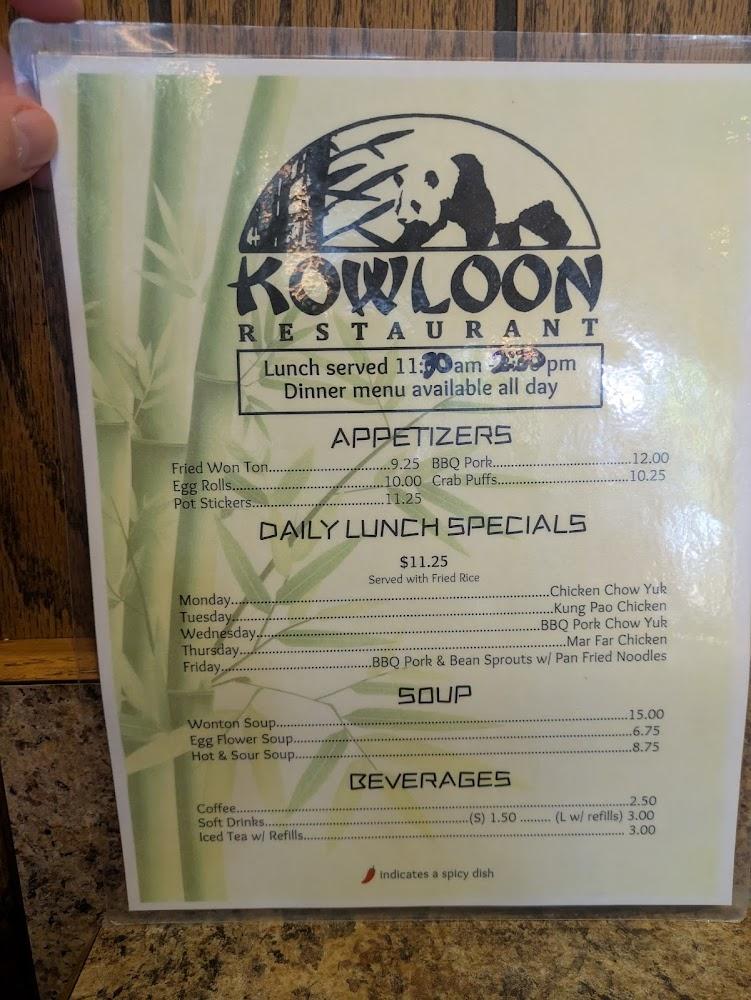 KOWLOON
RESTAURANT
Lunch served 11:30 am - 2:30 pm
Dinner menu available all day
APPETIZERS
Fried Won Ton..............................9.25 BBQ Pork..............................12.00
Egg Rolls..............................10.00 Crab Puffs..............................10.25
Pot Stickers..............................11.25
DAILY LUNCH SPECIALS
$11.25
Served with Fried Rice
Monday..............................Chicken Chow Yuk
Tuesday..............................Kung Pao Chicken
Wednesday..............................BBQ Pork Chow Yuk
Thursday..............................Mar Far Chicken
Friday..............................BBQ Pork & Bean Sprouts w/ Pan Fried Noodles
SOUP
Wonton Soup..............................15.00
Egg Flower Soup..............................6.75
Hot & Sour Soup..............................8.75
BEVERAGES
Coffee..............................2.50
Soft Drinks..............................(S) 1.50 ......... (L w/ refills) 3.00
Iced Tea w/ Refills..............................3.00
indicates a spicy dish